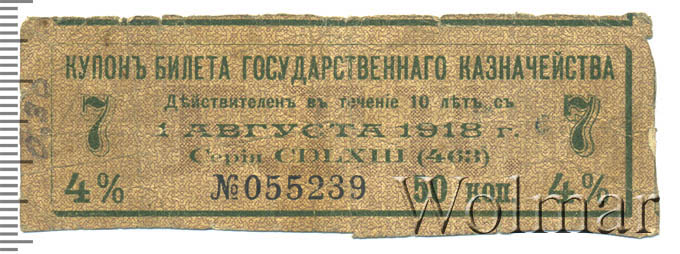 КУПОНЪ БИЛЕТА ГОСУДАРСТВЕННАГО КАЗНАЧЕЙСТВА
Дѣйствителенъ въ теченіе 10 лѣтъ, съ
7 1 АВГУСТА 1918 г. 7
Серія CDLXIII (463)
4% №055239 50 коп. 4%
Wolmar